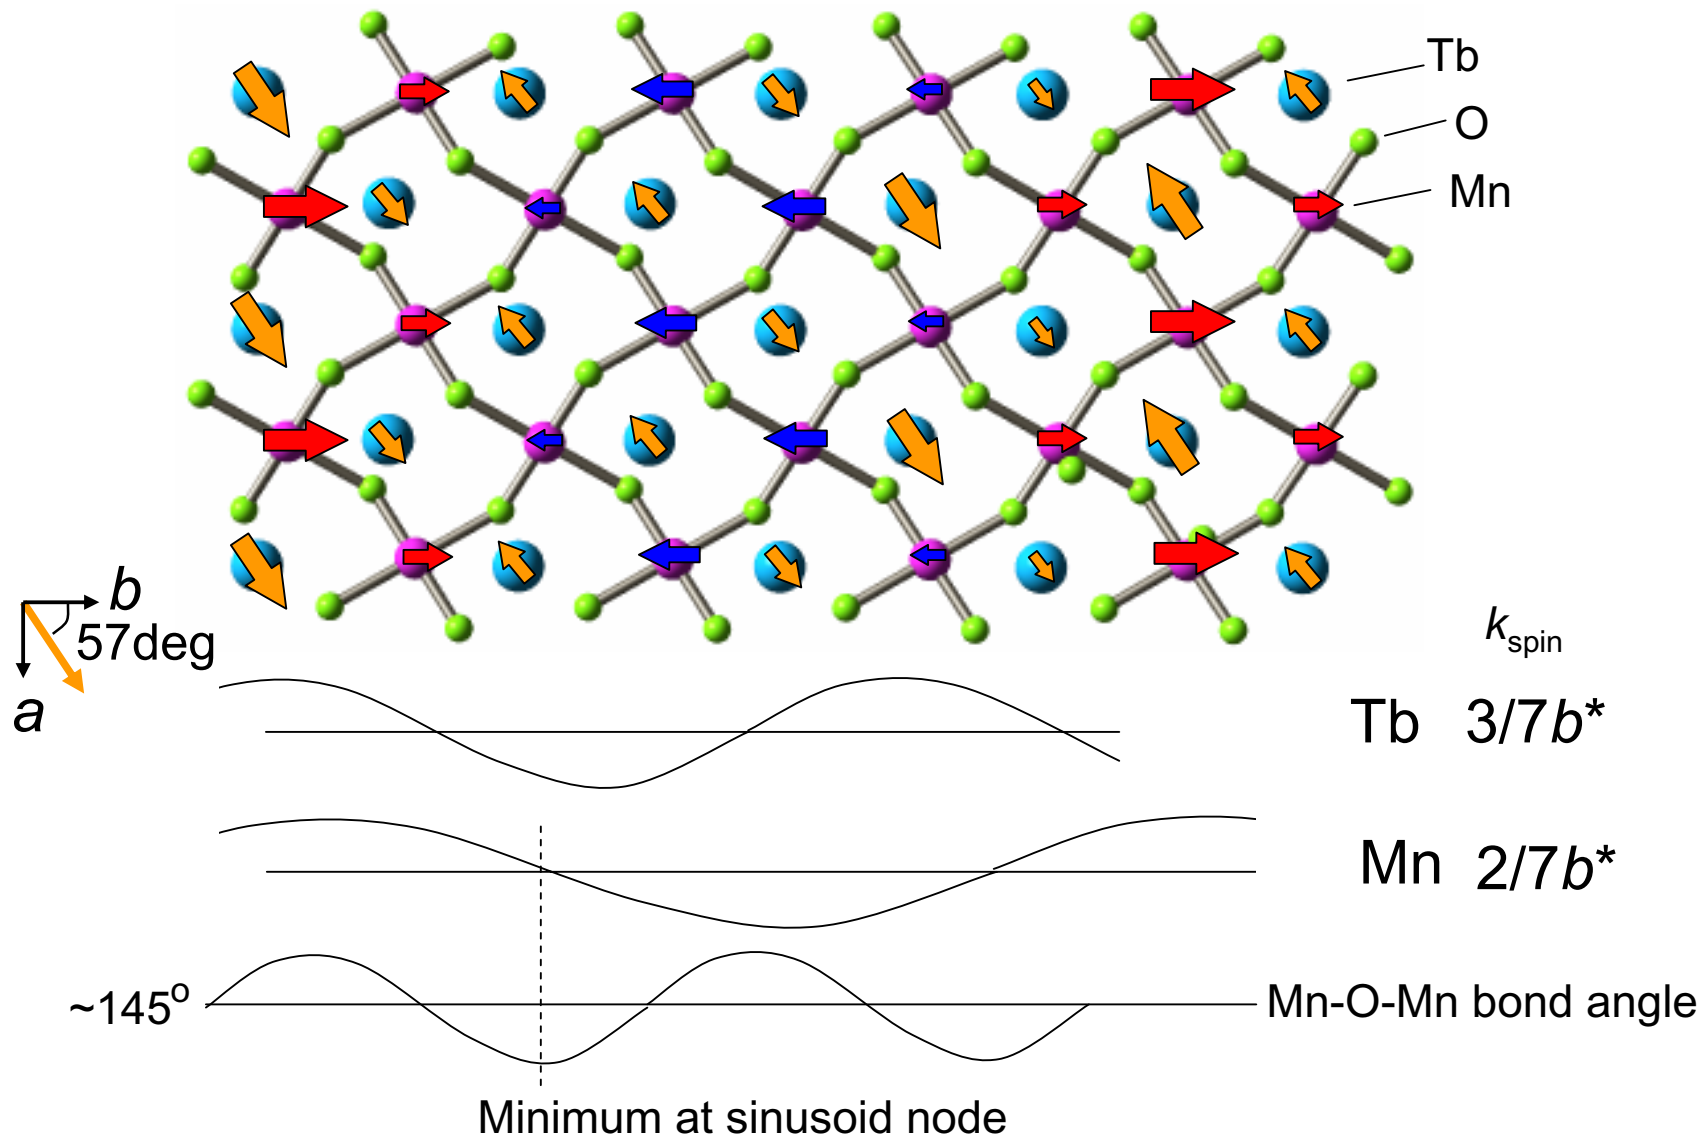 Tb
O
Mn
b
57deg
a
kspin
Tb 3/7b*
Mn 2/7b*
~145o
Mn-O-Mn bond angle
Minimum at sinusoid node